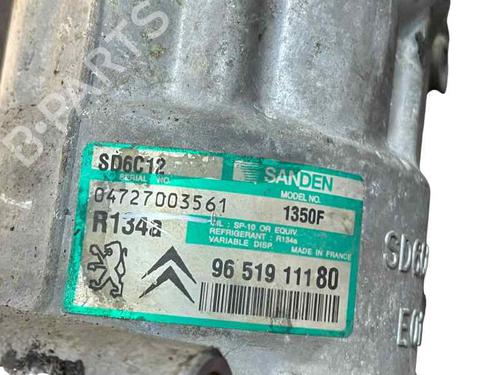 B-PARTS
SD6C12
SERIAL NO.
SANDEN
MODEL NO.
04727003561
1350F
R134a
OIL : SP-10 OR EQUIV.
REFRIGERANT : R134a
VARIABLE DISP.
MADE IN FRANCE
96 519 111 80
SD6